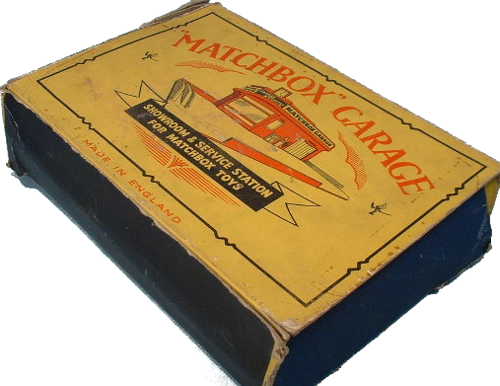 "MATCHBOX" GARAGE
SHOWROOM & SERVICE STATION
FOR MATCHBOX TOYS
MADE IN ENGLAND